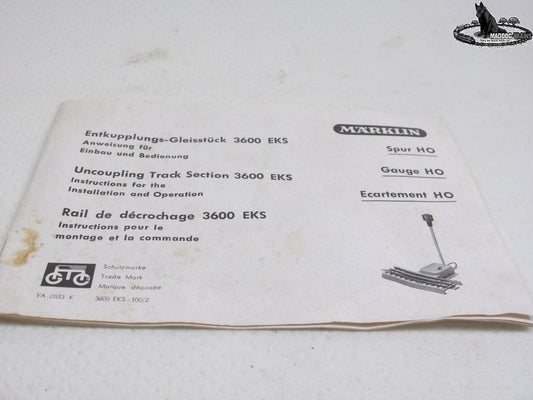 Entkupplungs-Gleisstück 3600 EKS
Anweisung für
Einbau und Bedienung
Uncoupling Track Section 3600 EKS
Instructions for the
Installation and Operation
Rail de décrochage 3600 EKS
Instructions pour le
montage et la commande
MÄRKLIN
Spur HO
Gauge HO
Ecartement HO
Schutzmarke
Trade Mark
Marque déposée
YA 0553 K 3600 EKS - 100/2